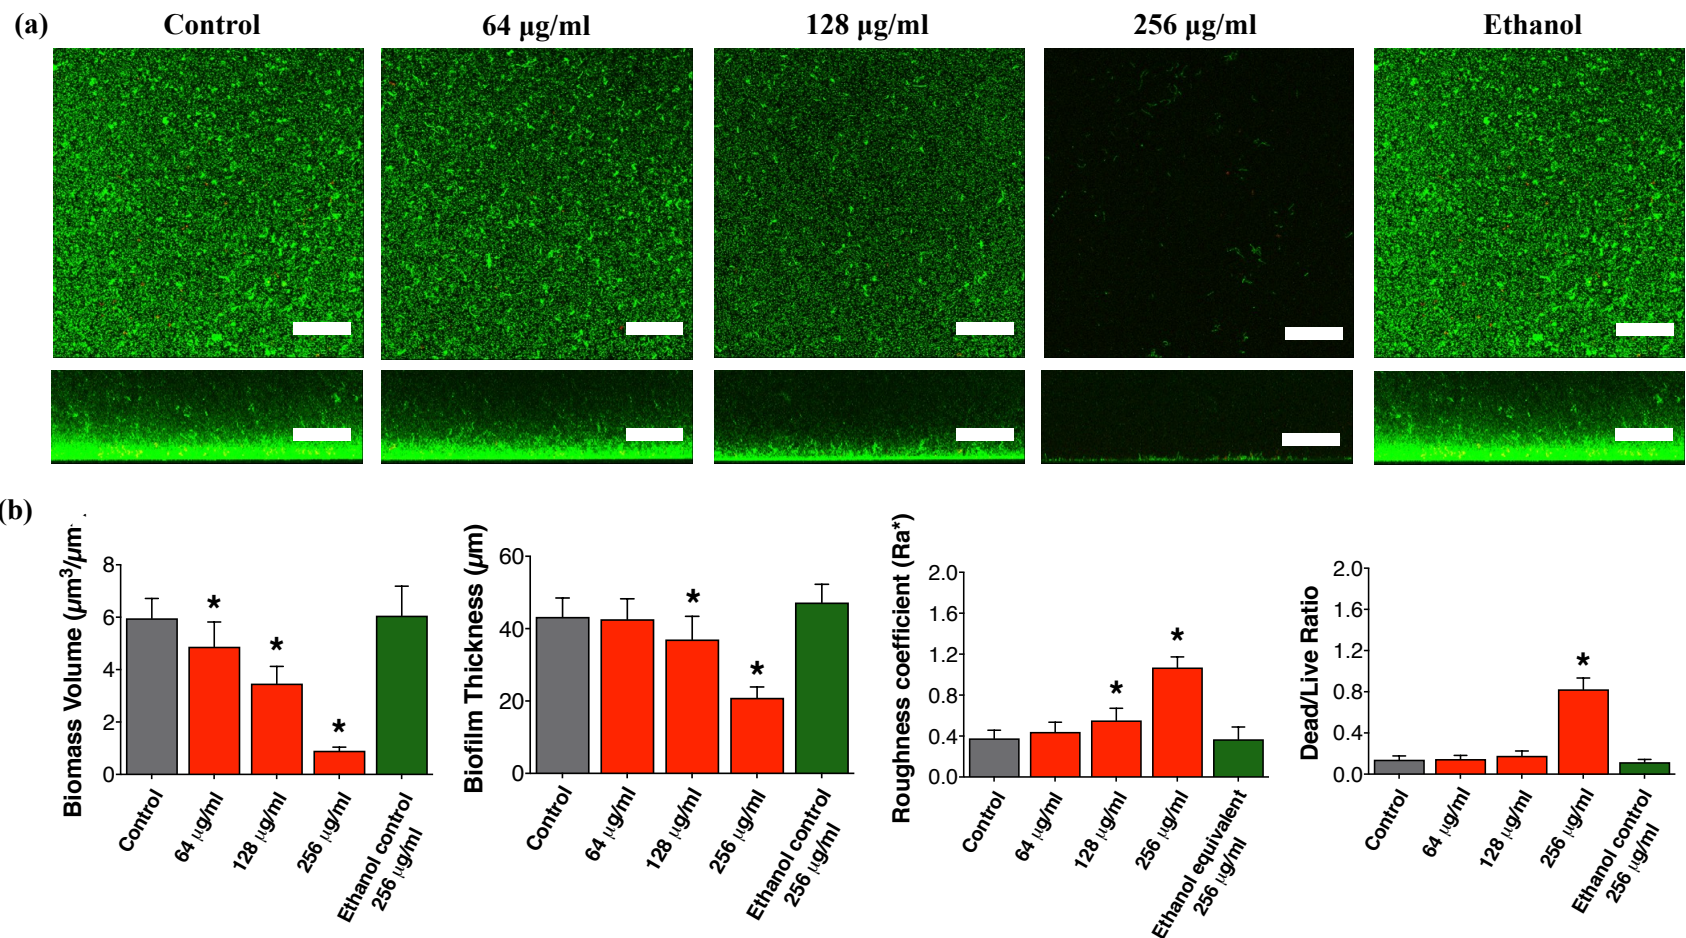 (a)
Control
64 μg/ml
128 μg/ml
256 μg/ml
Ethanol
(b)
Biomass Volume (μm³/μm
8
6
4
2
0
*
*
*
Control
64 μg/ml
128 μg/ml
256 μg/ml
Ethanol control
256 μg/ml
Biofilm Thickness (μm)
60
40
20
0
*
*
Control
64 μg/ml
128 μg/ml
256 μg/ml
Ethanol control
256 μg/ml
Roughness coefficient (Ra*)
2.0
1.6
1.2
0.8
0.4
0.0
*
*
Control
64 μg/ml
128 μg/ml
256 μg/ml
Ethanol equivalent
256 μg/ml
Dead/Live Ratio
2.0
1.6
1.2
0.8
0.4
0.0
*
Control
64 μg/ml
128 μg/ml
256 μg/ml
Ethanol control
256 μg/ml